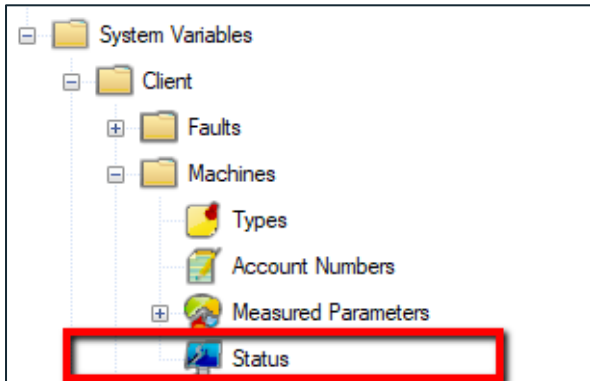 System Variables
Client
Faults
Machines
Types
Account Numbers
Measured Parameters
Status